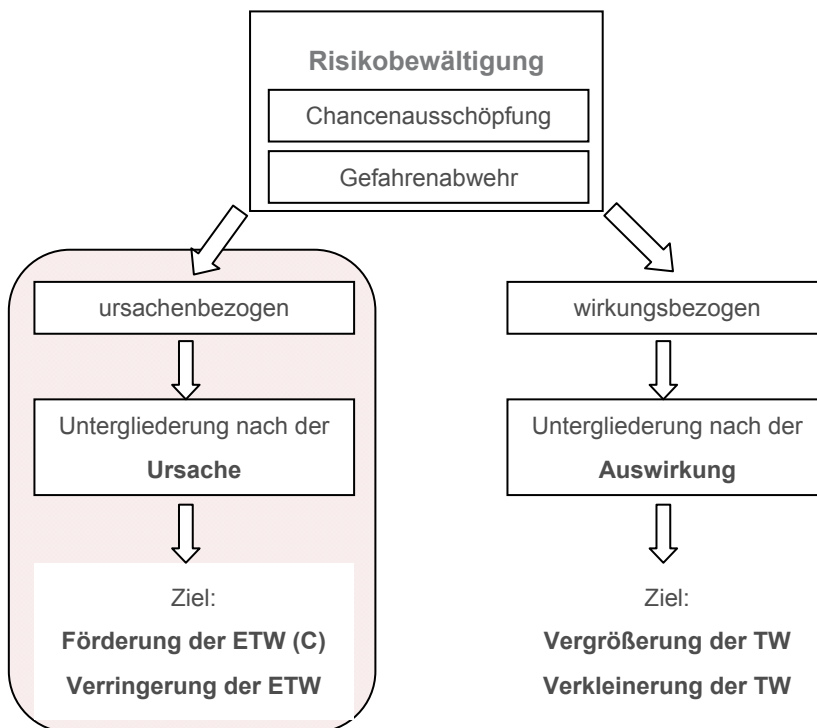 Risikobewältigung
Chancenausschöpfung
Gefahrenabwehr
ursachenbezogen
Untergliederung nach der
Ursache
Ziel:
Förderung der ETW (C)
Verringerung der ETW
wirkungsbezogen
Untergliederung nach der
Auswirkung
Ziel:
Vergrößerung der TW
Verkleinerung der TW